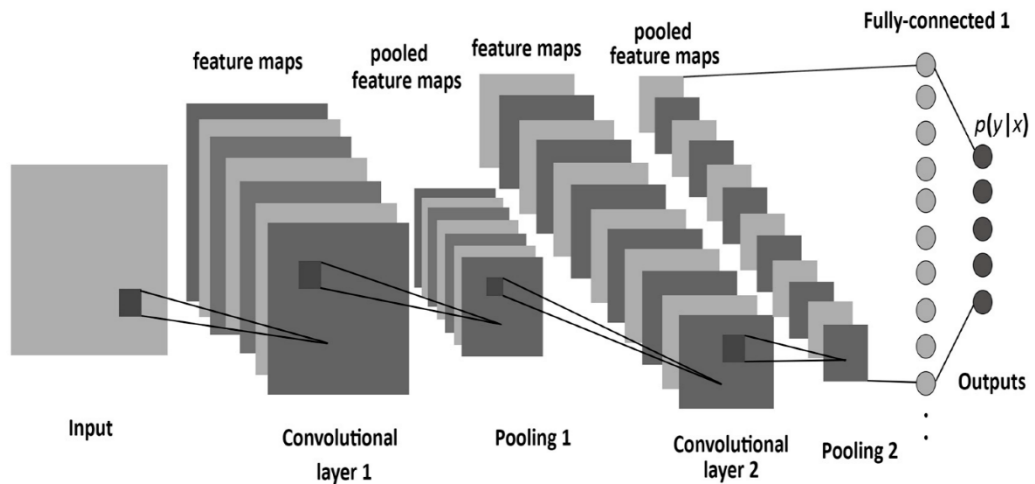 Fully-connected 1
feature maps
pooled
feature maps
feature maps
pooled
feature maps
p(y|x)
Input
Convolutional
layer 1
Pooling 1
Convolutional
layer 2
Pooling 2
Outputs